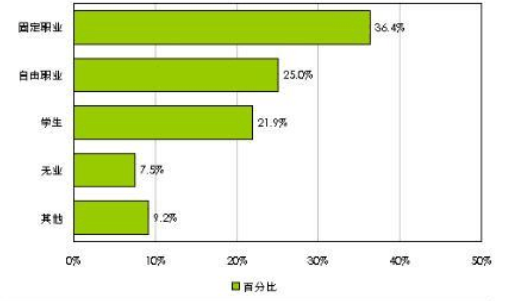 固定职业 36.4%
自由职业 25.0%
学生 21.9%
无业 7.5%
其他 9.2%
0% 10% 20% 30% 40% 50%
百分比